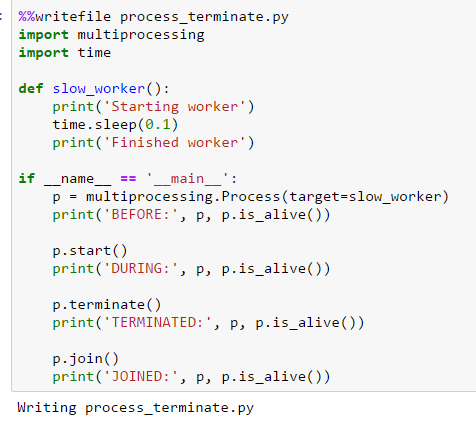 %%writefile process_terminate.py
import multiprocessing
import time

def slow_worker():
    print('Starting worker')
    time.sleep(0.1)
    print('Finished worker')

if __name__ == '__main__':
    p = multiprocessing.Process(target=slow_worker)
    print('BEFORE:', p, p.is_alive())

    p.start()
    print('DURING:', p, p.is_alive())

    p.terminate()
    print('TERMINATED:', p, p.is_alive())

    p.join()
    print('JOINED:', p, p.is_alive())
Writing process_terminate.py